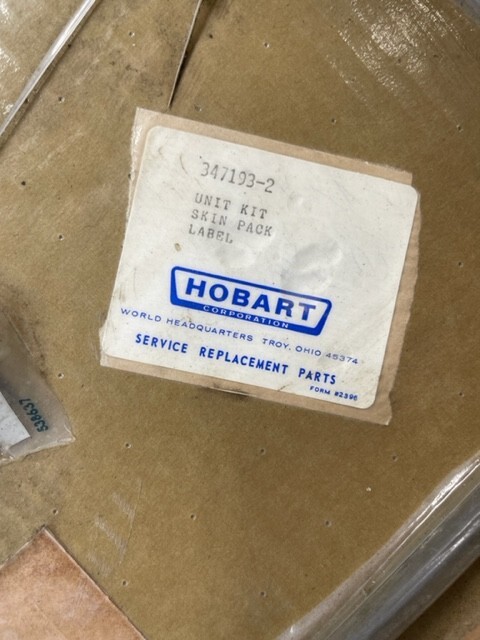 347193-2
UNIT KIT
SKIN PACK
LABEL
HOBART
CORPORATION
WORLD HEADQUARTERS TROY, OHIO 45374
SERVICE REPLACEMENT PARTS
FORM #2396
538637